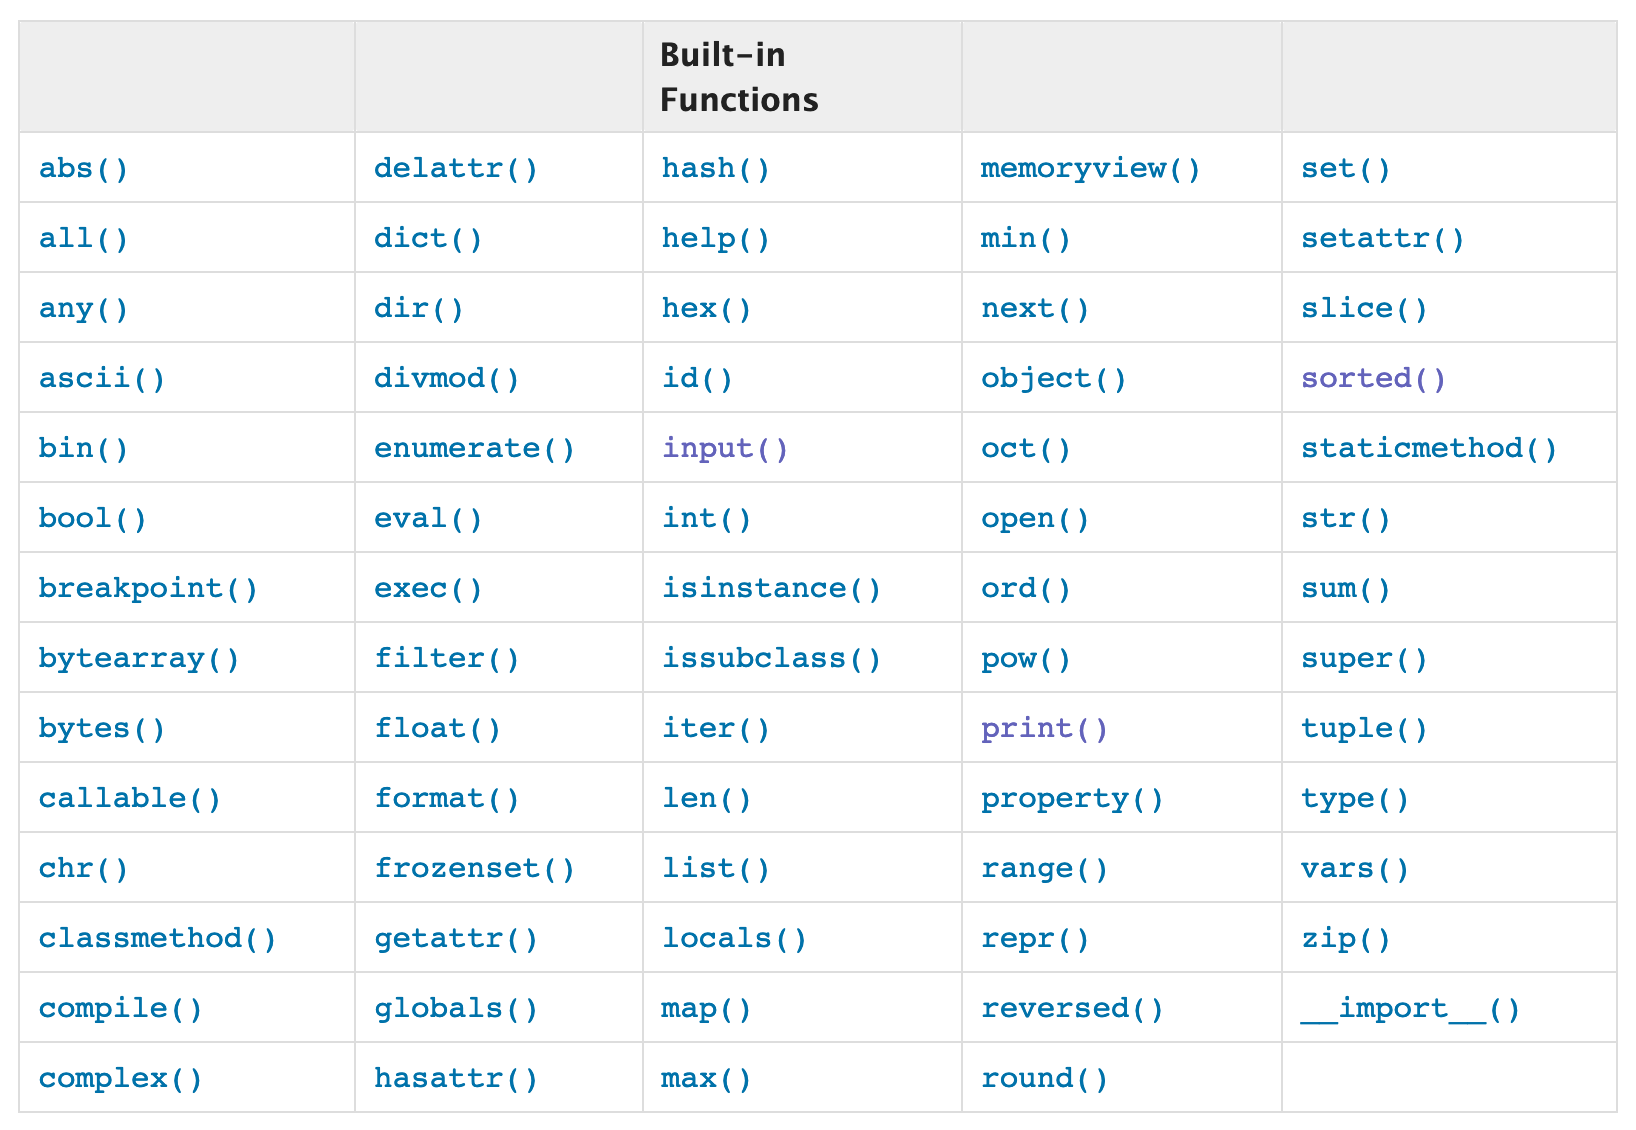 Built-in
Functions
abs() delattr() hash() memoryview() set()
all() dict() help() min() setattr()
any() dir() hex() next() slice()
ascii() divmod() id() object() sorted()
bin() enumerate() input() oct() staticmethod()
bool() eval() int() open() str()
breakpoint() exec() isinstance() ord() sum()
bytearray() filter() issubclass() pow() super()
bytes() float() iter() print() tuple()
callable() format() len() property() type()
chr() frozenset() list() range() vars()
classmethod() getattr() locals() repr() zip()
compile() globals() map() reversed() __import__()
complex() hasattr() max() round()